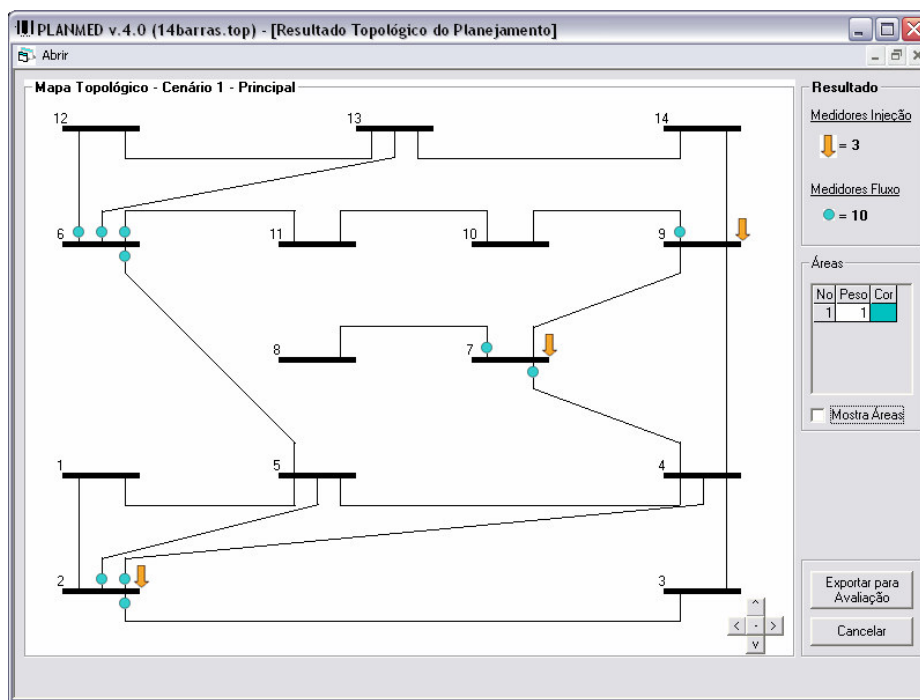 PLANMED v.4.0 (14barras.top) - [Resultado Topológico do Planejamento]
Abrir
Mapa Topológico - Cenário 1 - Principal
12
13
14
6
11
10
9
8
7
1
5
4
2
3
Resultado
Medidores Injeção
= 3
Medidores Fluxo
= 10
Áreas
No Peso Cor
1 1
Mostra Áreas
< · >
^
v
Exportar para
Avaliação
Cancelar